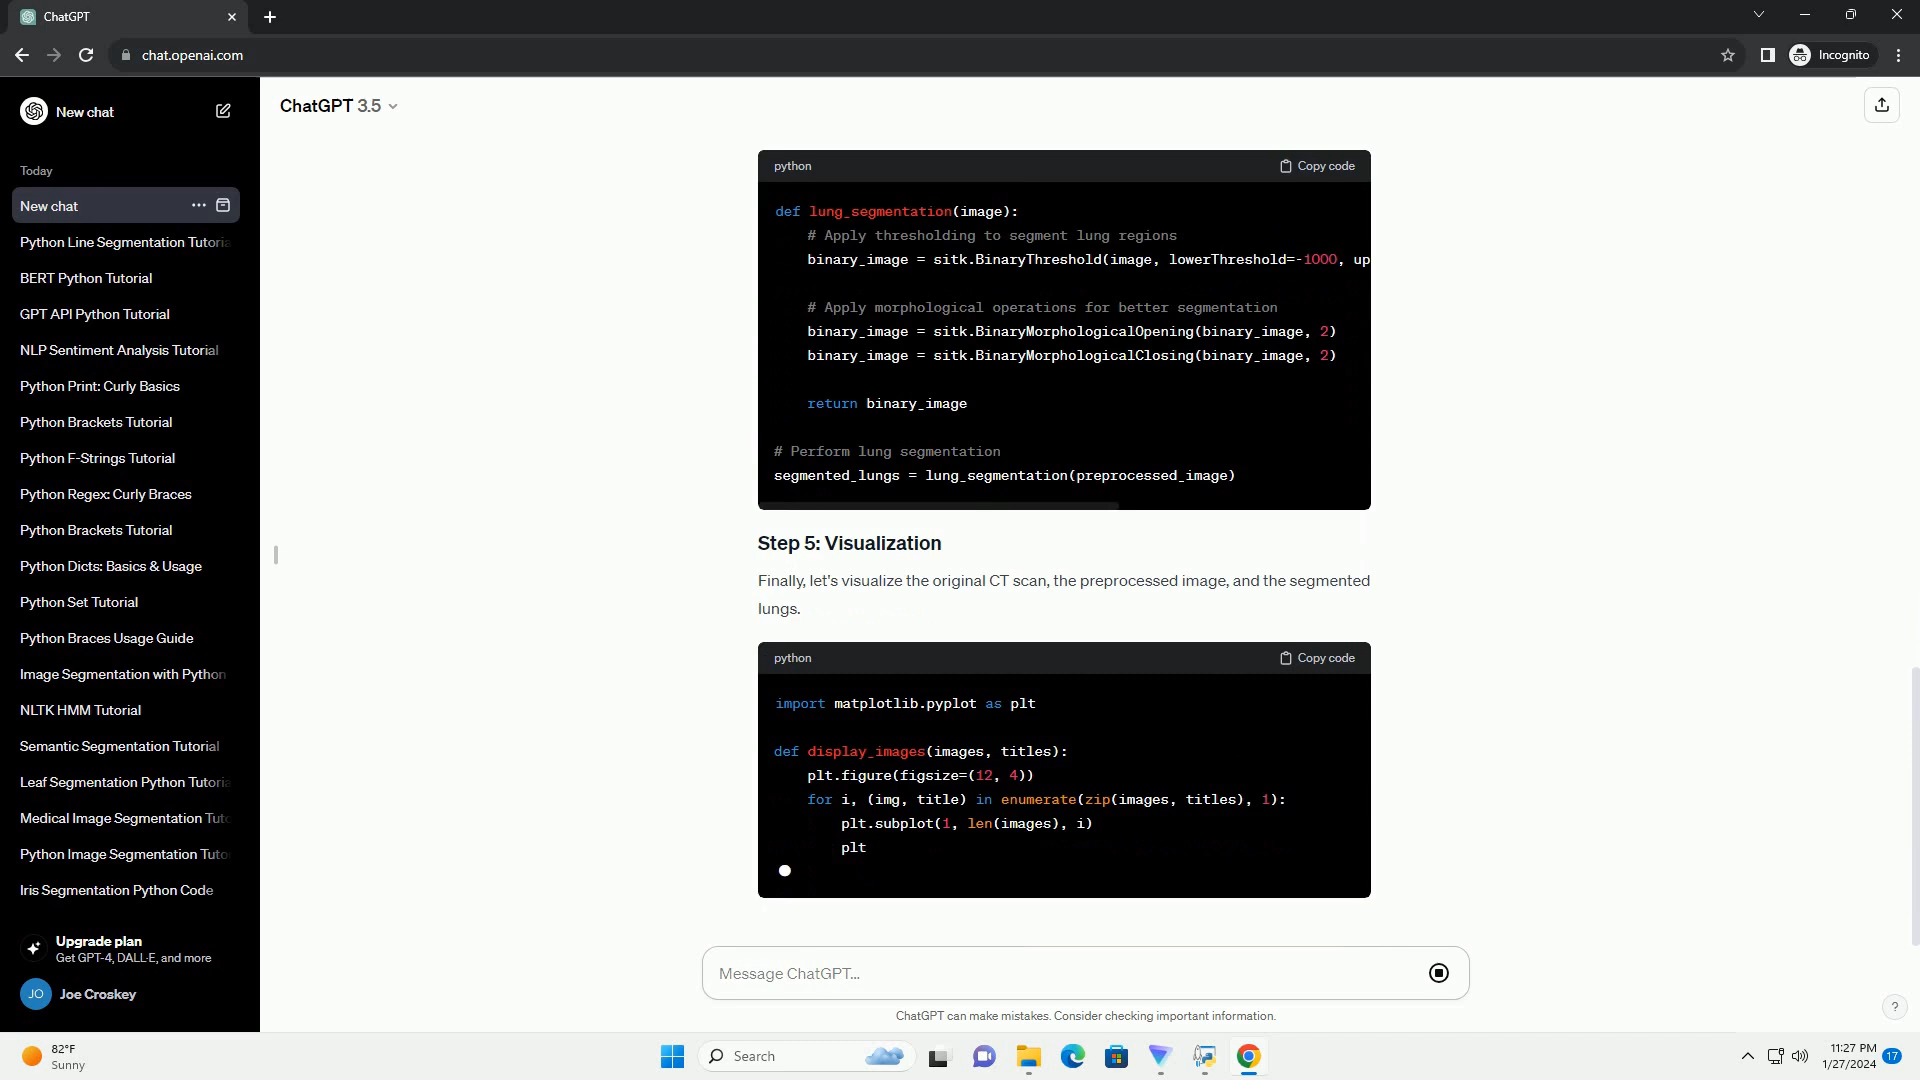 ChatGPT
chat.openai.com
Incognito
New chat
ChatGPT 3.5
Today
New chat
Python Line Segmentation Tutoria
BERT Python Tutorial
GPT API Python Tutorial
NLP Sentiment Analysis Tutorial
Python Print: Curly Basics
Python Brackets Tutorial
Python F-Strings Tutorial
Python Regex: Curly Braces
Python Brackets Tutorial
Python Dicts: Basics & Usage
Python Set Tutorial
Python Braces Usage Guide
Image Segmentation with Python
NLTK HMM Tutorial
Semantic Segmentation Tutorial
Leaf Segmentation Python Tutoria
Medical Image Segmentation Tuto
Python Image Segmentation Tuto
Iris Segmentation Python Code
Upgrade plan
Get GPT-4, DALL·E, and more
JO Joe Croskey
python Copy code
def lung_segmentation(image):
# Apply thresholding to segment lung regions
binary_image = sitk.BinaryThreshold(image, lowerThreshold=-1000, up
# Apply morphological operations for better segmentation
binary_image = sitk.BinaryMorphologicalOpening(binary_image, 2)
binary_image = sitk.BinaryMorphologicalClosing(binary_image, 2)
return binary_image
# Perform lung segmentation
segmented_lungs = lung_segmentation(preprocessed_image)
Step 5: Visualization
Finally, let's visualize the original CT scan, the preprocessed image, and the segmented
lungs.
python Copy code
import matplotlib.pyplot as plt
def display_images(images, titles):
plt.figure(figsize=(12, 4))
for i, (img, title) in enumerate(zip(images, titles), 1):
plt.subplot(1, len(images), i)
plt
Message ChatGPT...
ChatGPT can make mistakes. Consider checking important information.
?
82°F
Sunny
Search
11:27 PM
1/27/2024
17